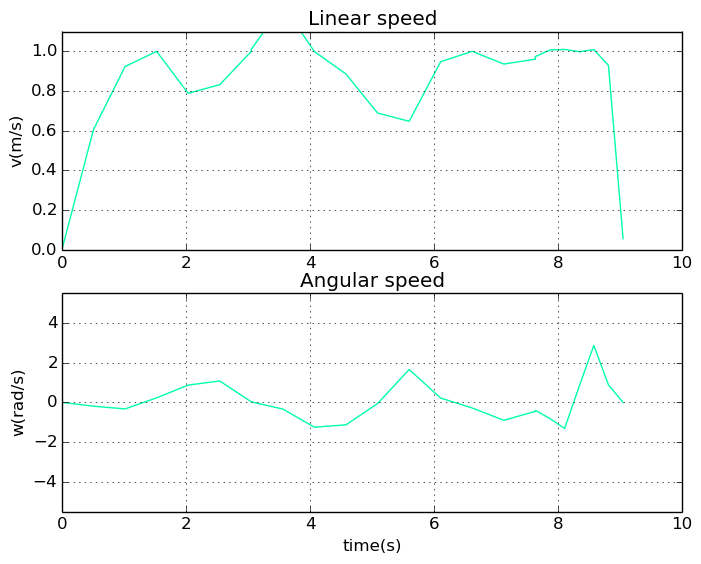 Linear speed
v(m/s)
1.0
0.8
0.6
0.4
0.2
0.0
0 2 4 6 8 10
Angular speed
w(rad/s)
4
2
0
−2
−4
0 2 4 6 8 10
time(s)